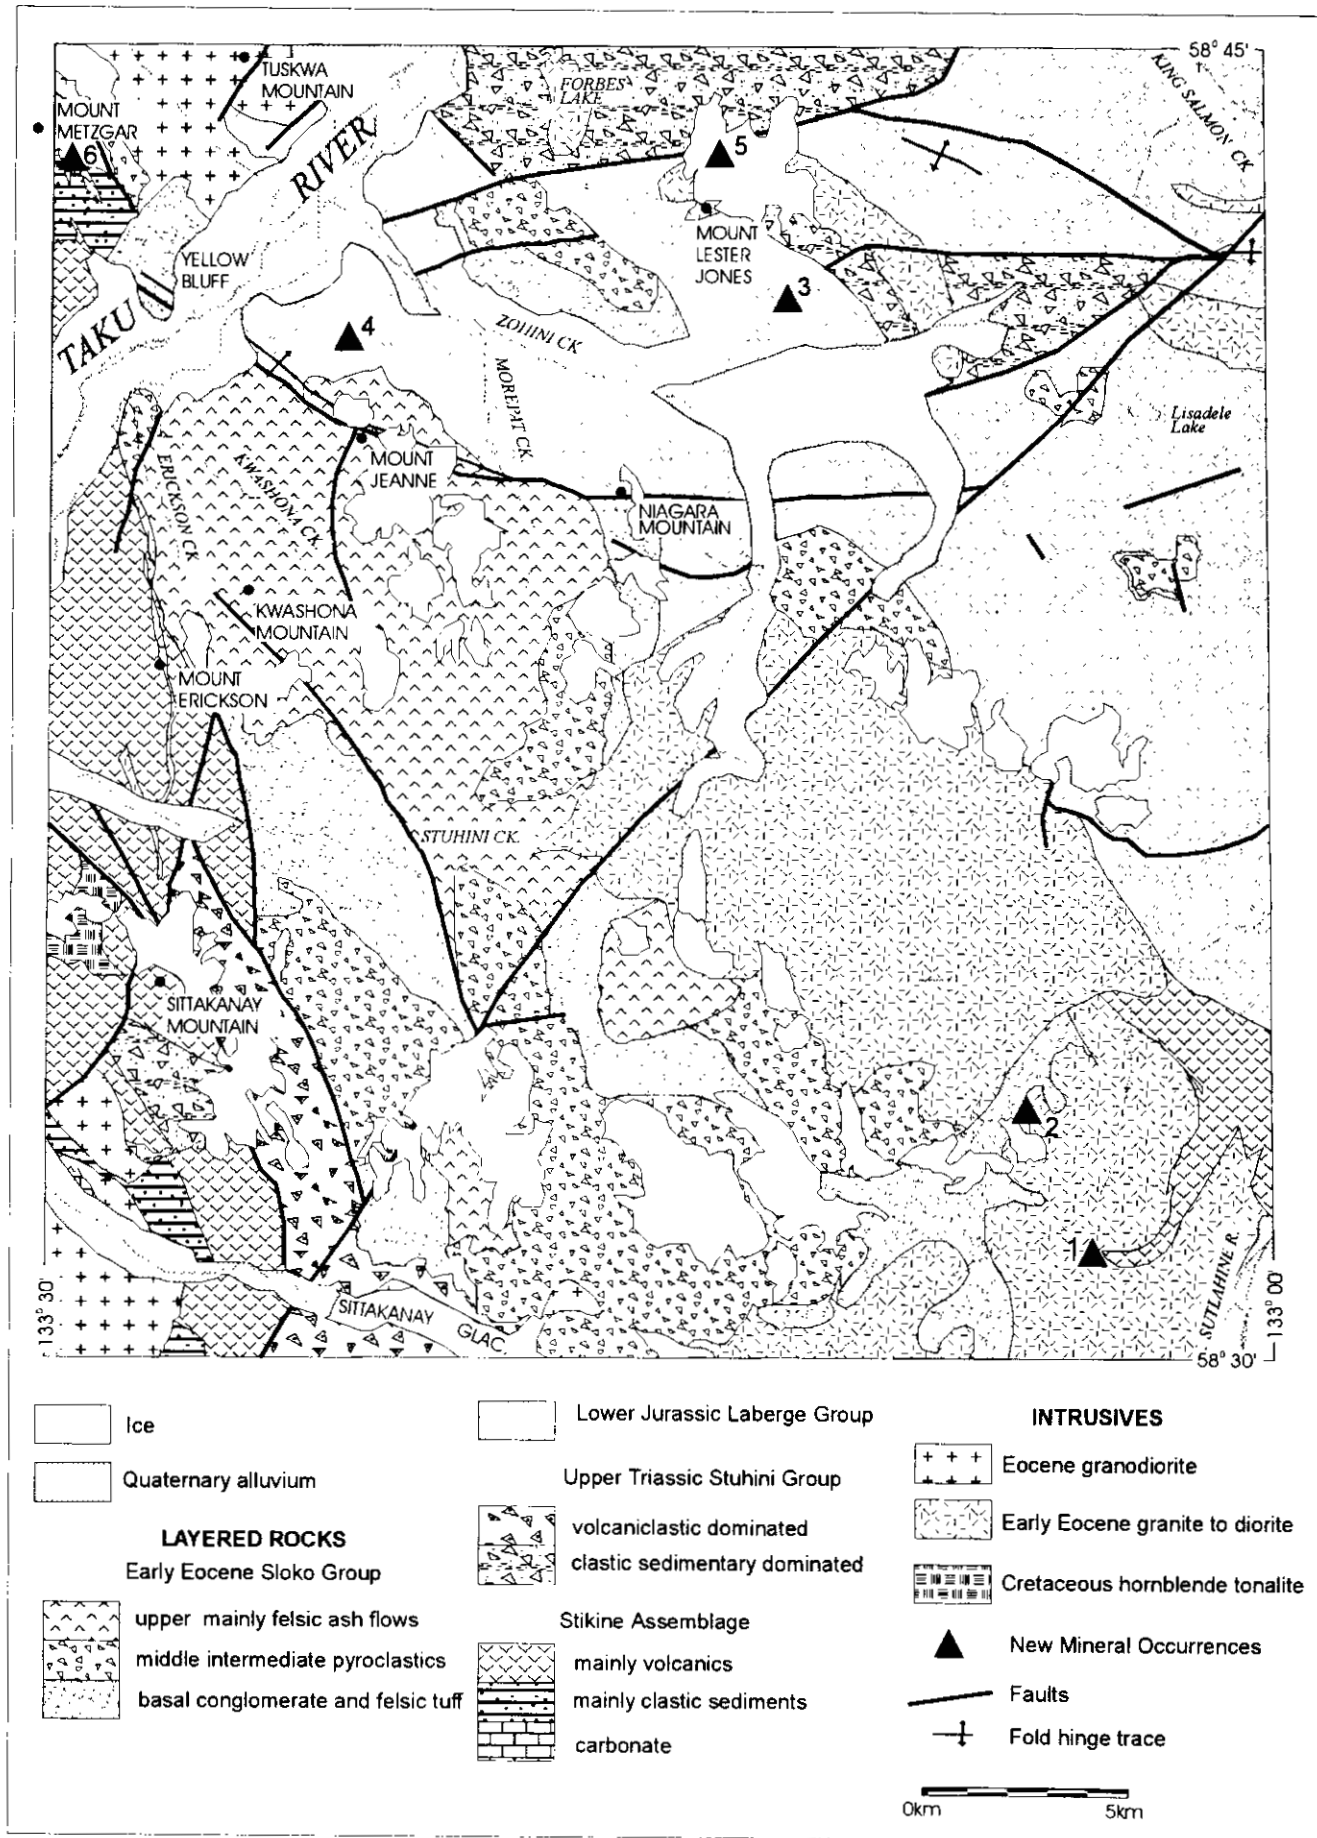 58° 45'
TUSKWA
MOUNTAIN
FORBES
LAKE
KING SALMON CK
MOUNT
METZGAR
6
RIVER
5
YELLOW
BLUFF
MOUNT
LESTER
JONES
3
TAKU
4
ZOHINI CK
MOREPAT CK.
Lisadele
Lake
ERICKSON CK
KWASHONA CK.
MOUNT
JEANNE
NIAGARA
MOUNTAIN
KWASHONA
MOUNTAIN
MOUNT
ERICKSON
STUHINI CK.
SITTAKANAY
MOUNTAIN
2
1
SUTLAHINE R.
133° 30'
133° 00'
SITTAKANAY
GLAC.
58° 30'
Ice
Quaternary alluvium
LAYERED ROCKS
Early Eocene Sloko Group
upper mainly felsic ash flows
middle intermediate pyroclastics
basal conglomerate and felsic tuff
Lower Jurassic Laberge Group
Upper Triassic Stuhini Group
volcaniclastic dominated
clastic sedimentary dominated
Stikine Assemblage
mainly volcanics
mainly clastic sediments
carbonate
INTRUSIVES
Eocene granodiorite
Early Eocene granite to diorite
Cretaceous hornblende tonalite
New Mineral Occurrences
Faults
Fold hinge trace
0km 5km